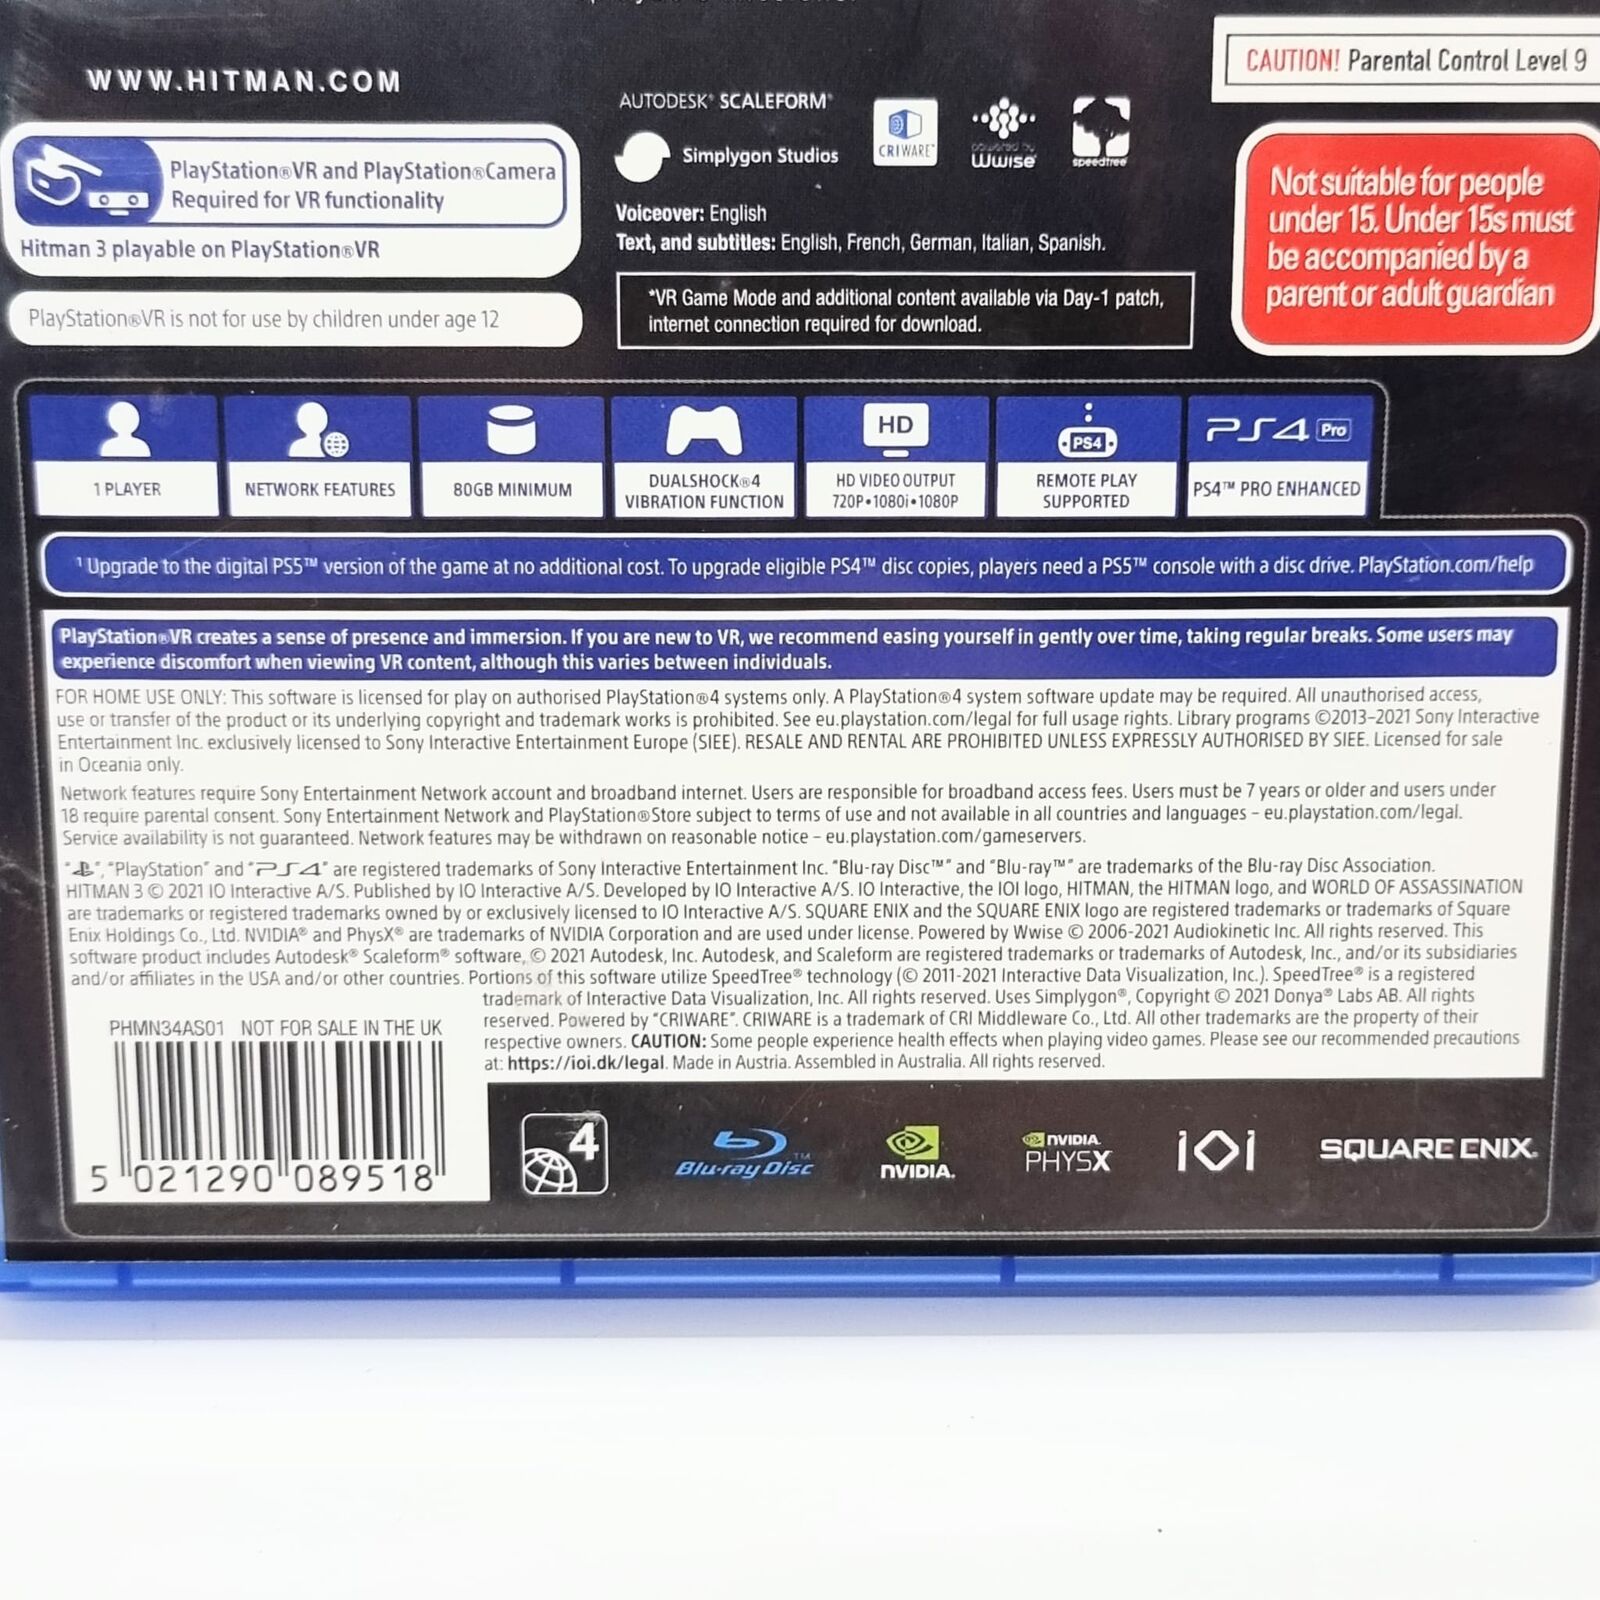 WWW.HITMAN.COM
PlayStation®VR and PlayStation®Camera
Required for VR functionality
Hitman 3 playable on PlayStation®VR
PlayStation®VR is not for use by children under age 12
AUTODESK® SCALEFORM®
Simplygon Studios
CRIWARE™
powered by
Wwise
speedtree
Voiceover: English
Text, and subtitles: English, French, German, Italian, Spanish.
*VR Game Mode and additional content available via Day-1 patch,
internet connection required for download.
CAUTION! Parental Control Level 9
Not suitable for people
under 15. Under 15s must
be accompanied by a
parent or adult guardian
1 PLAYER
NETWORK FEATURES
80GB MINIMUM
DUALSHOCK®4
VIBRATION FUNCTION
HD
HD VIDEO OUTPUT
720P•1080i•1080P
PS4
REMOTE PLAY
SUPPORTED
PS4 Pro
PS4™ PRO ENHANCED
¹ Upgrade to the digital PS5™ version of the game at no additional cost. To upgrade eligible PS4™ disc copies, players need a PS5™ console with a disc drive. PlayStation.com/help
PlayStation®VR creates a sense of presence and immersion. If you are new to VR, we recommend easing yourself in gently over time, taking regular breaks. Some users may
experience discomfort when viewing VR content, although this varies between individuals.
FOR HOME USE ONLY: This software is licensed for play on authorised PlayStation®4 systems only. A PlayStation®4 system software update may be required. All unauthorised access,
use or transfer of the product or its underlying copyright and trademark works is prohibited. See eu.playstation.com/legal for full usage rights. Library programs ©2013-2021 Sony Interactive
Entertainment Inc. exclusively licensed to Sony Interactive Entertainment Europe (SIEE). RESALE AND RENTAL ARE PROHIBITED UNLESS EXPRESSLY AUTHORISED BY SIEE. Licensed for sale
in Oceania only.
Network features require Sony Entertainment Network account and broadband internet. Users are responsible for broadband access fees. Users must be 7 years or older and users under
18 require parental consent. Sony Entertainment Network and PlayStation®Store subject to terms of use and not available in all countries and languages – eu.playstation.com/legal.
Service availability is not guaranteed. Network features may be withdrawn on reasonable notice – eu.playstation.com/gameservers.
"", "PlayStation" and "PS4" are registered trademarks of Sony Interactive Entertainment Inc. "Blu-ray Disc™" and "Blu-ray™" are trademarks of the Blu-ray Disc Association.
HITMAN 3 © 2021 IO Interactive A/S. Published by IO Interactive A/S. Developed by IO Interactive A/S. IO Interactive, the IOI logo, HITMAN, the HITMAN logo, and WORLD OF ASSASSINATION
are trademarks or registered trademarks owned by or exclusively licensed to IO Interactive A/S. SQUARE ENIX and the SQUARE ENIX logo are registered trademarks or trademarks of Square
Enix Holdings Co., Ltd. NVIDIA® and PhysX® are trademarks of NVIDIA Corporation and are used under license. Powered by Wwise © 2006-2021 Audiokinetic Inc. All rights reserved. This
software product includes Autodesk® Scaleform® software, © 2021 Autodesk, Inc. Autodesk, and Scaleform are registered trademarks or trademarks of Autodesk, Inc., and/or its subsidiaries
and/or affiliates in the USA and/or other countries. Portions of this software utilize SpeedTree® technology (© 2011-2021 Interactive Data Visualization, Inc.). SpeedTree® is a registered
trademark of Interactive Data Visualization, Inc. All rights reserved. Uses Simplygon®, Copyright © 2021 Donya® Labs AB. All rights
reserved. Powered by "CRIWARE". CRIWARE is a trademark of CRI Middleware Co., Ltd. All other trademarks are the property of their
respective owners. CAUTION: Some people experience health effects when playing video games. Please see our recommended precautions
at: https://ioi.dk/legal. Made in Austria. Assembled in Australia. All rights reserved.
PHMN34AS01 NOT FOR SALE IN THE UK
5 021290 089518
4
Blu-ray Disc™
NVIDIA.
NVIDIA.
PHYSX
IOI
SQUARE ENIX.